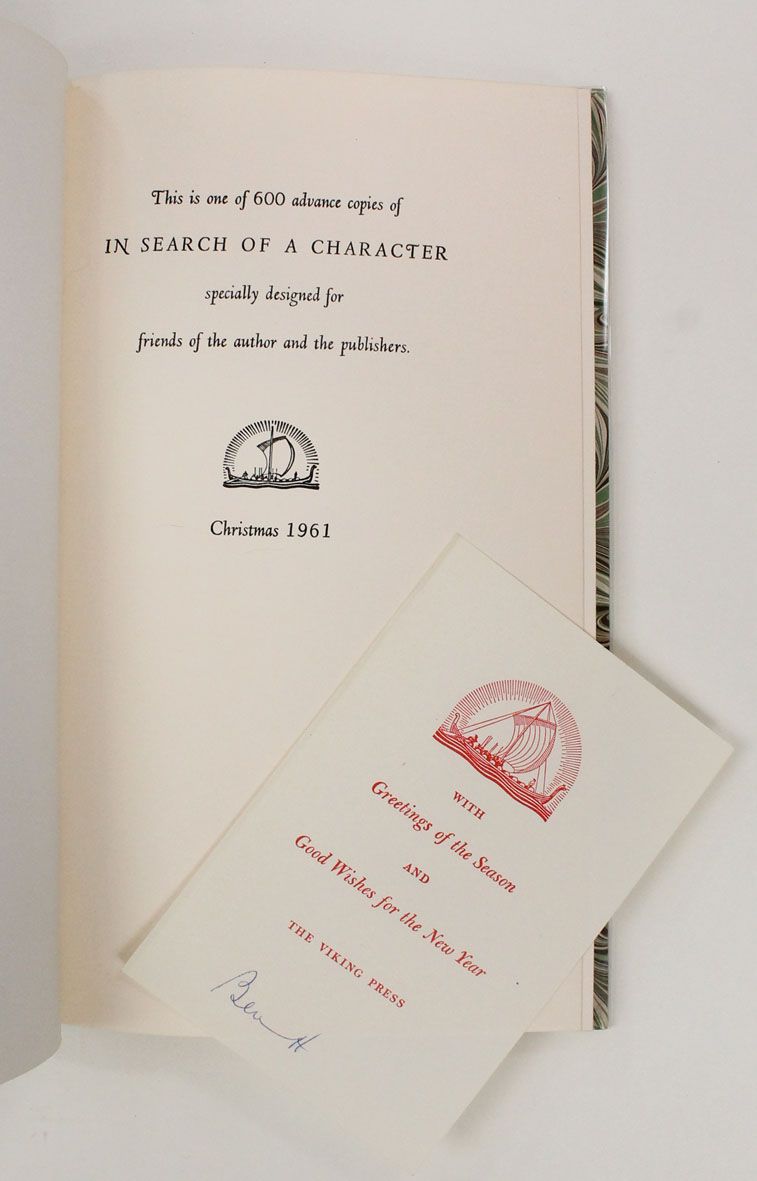 This is one of 600 advance copies of
IN SEARCH OF A CHARACTER
specially designed for
friends of the author and the publishers.
Christmas 1961
WITH
Greetings of the Season
AND
Good Wishes for the New Year
THE VIKING PRESS
Ben H